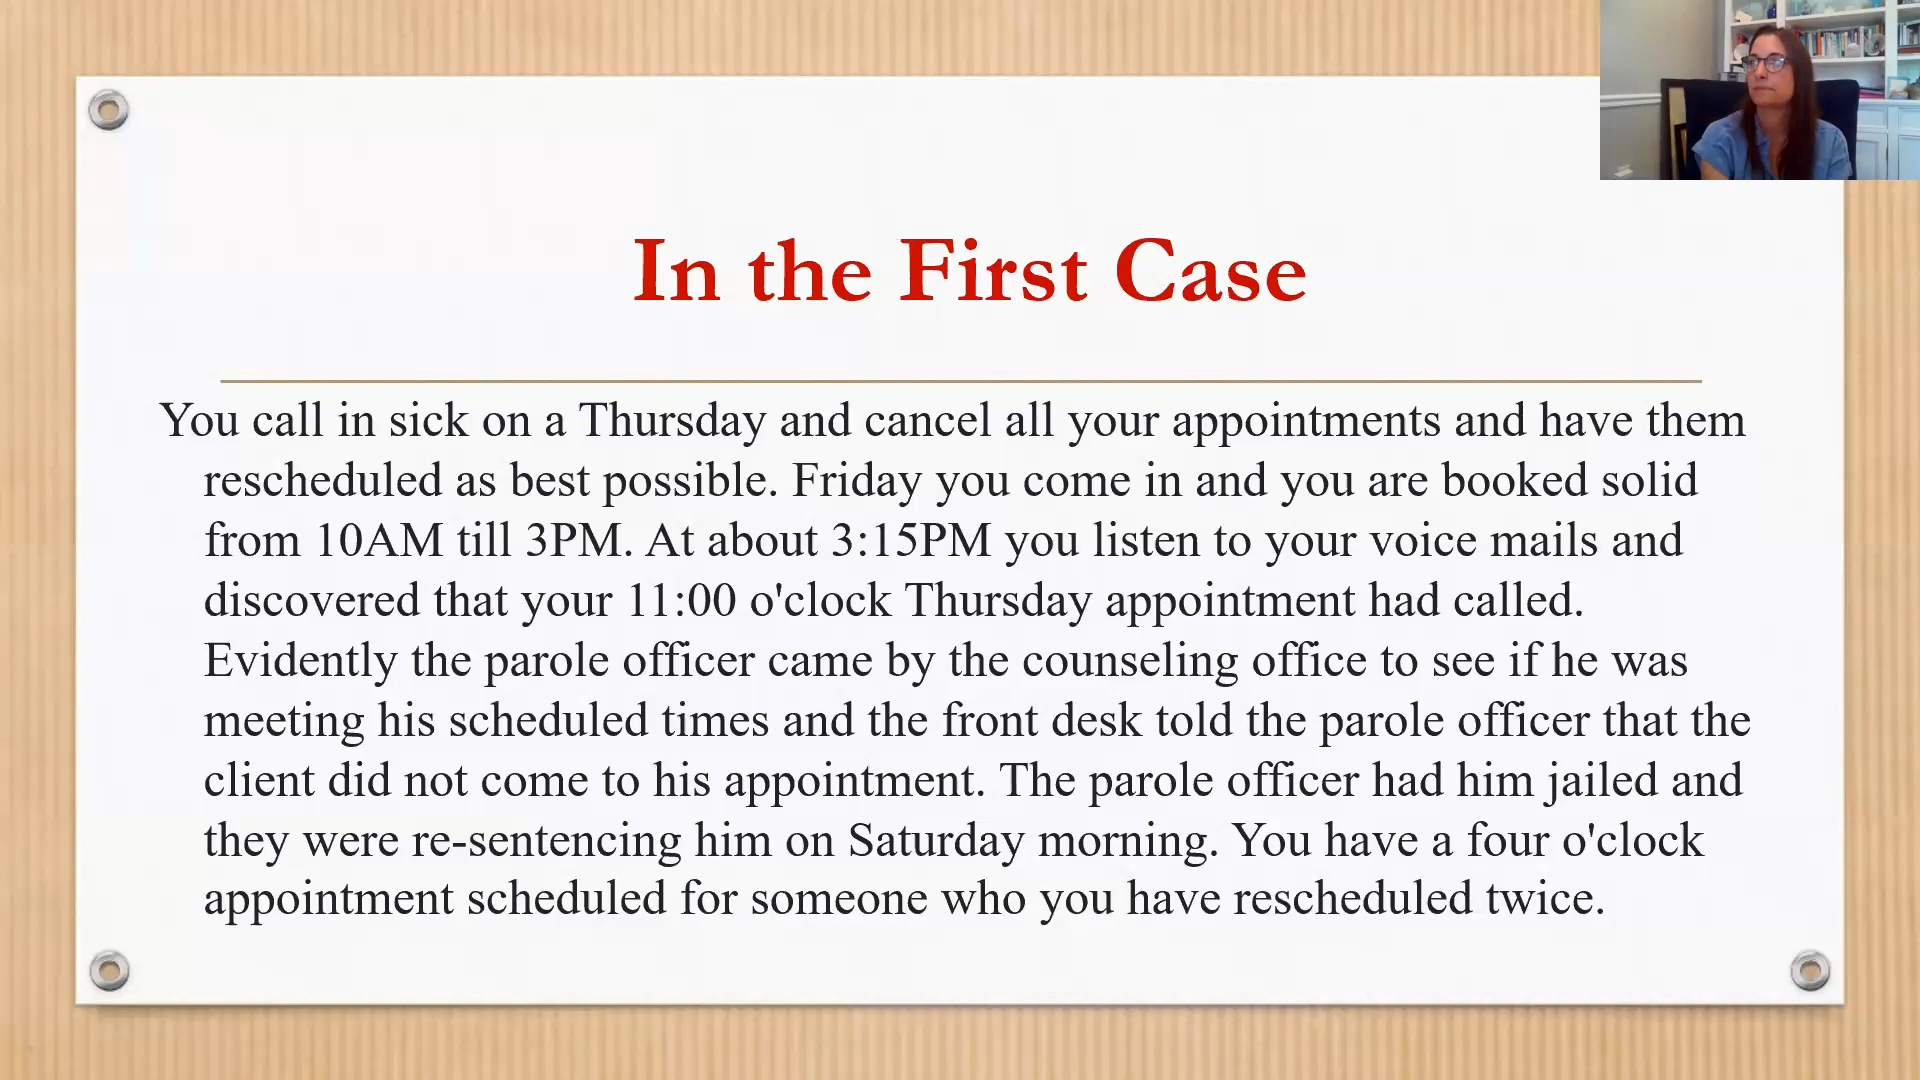 In the First Case
You call in sick on a Thursday and cancel all your appointments and have them
rescheduled as best possible. Friday you come in and you are booked solid
from 10AM till 3PM. At about 3:15PM you listen to your voice mails and
discovered that your 11:00 o'clock Thursday appointment had called.
Evidently the parole officer came by the counseling office to see if he was
meeting his scheduled times and the front desk told the parole officer that the
client did not come to his appointment. The parole officer had him jailed and
they were re-sentencing him on Saturday morning. You have a four o'clock
appointment scheduled for someone who you have rescheduled twice.